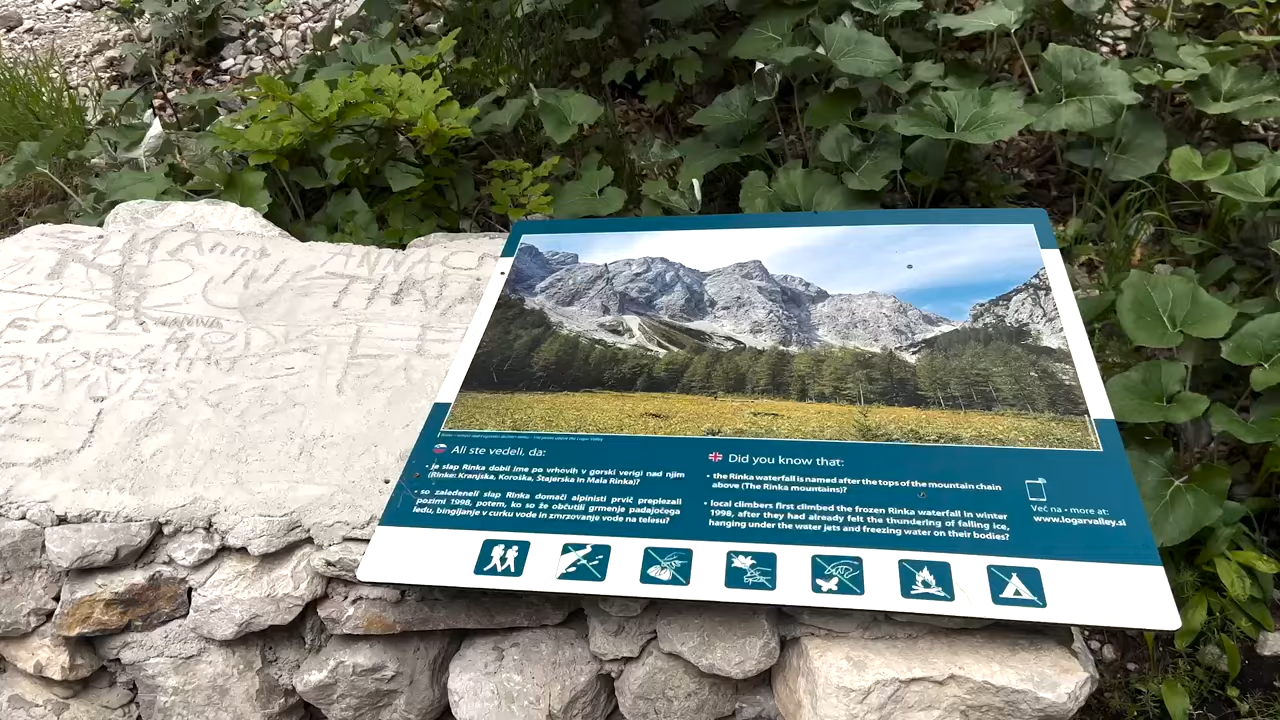 Anna
ANNA
HANNA
Ali ste vedeli, da:
• je slap Rinka dobil ime po vrhovih v gorski verigi nad njim
(Rinke: Kranjska, Koroška, Štajerska in Mala Rinka)?
• so zaledeneli slap Rinka domači alpinisti prvič preplezali
pozimi 1998, potem, ko so že občutili grmenje padajočega
ledu, bingljanje v curku vode in zmrzovanje vode na telesu?
Did you know that:
• the Rinka waterfall is named after the tops of the mountain chain
above (The Rinka mountains)?
• local climbers first climbed the frozen Rinka waterfall in winter
1998, after they had already felt the thundering of falling ice,
hanging under the water jets and freezing water on their bodies?
Več na • more at:
www.logarvalley.si